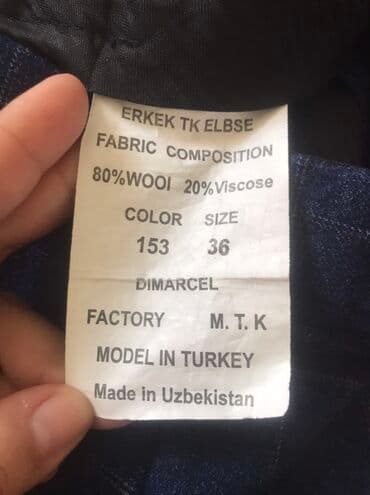 ERKEK TK ELBSE
FABRIC COMPOSITION
80%WOOl 20%Viscose
COLOR SIZE
153 36
DIMARCEL
FACTORY M. T. K
MODEL IN TURKEY
Made in Uzbekistan